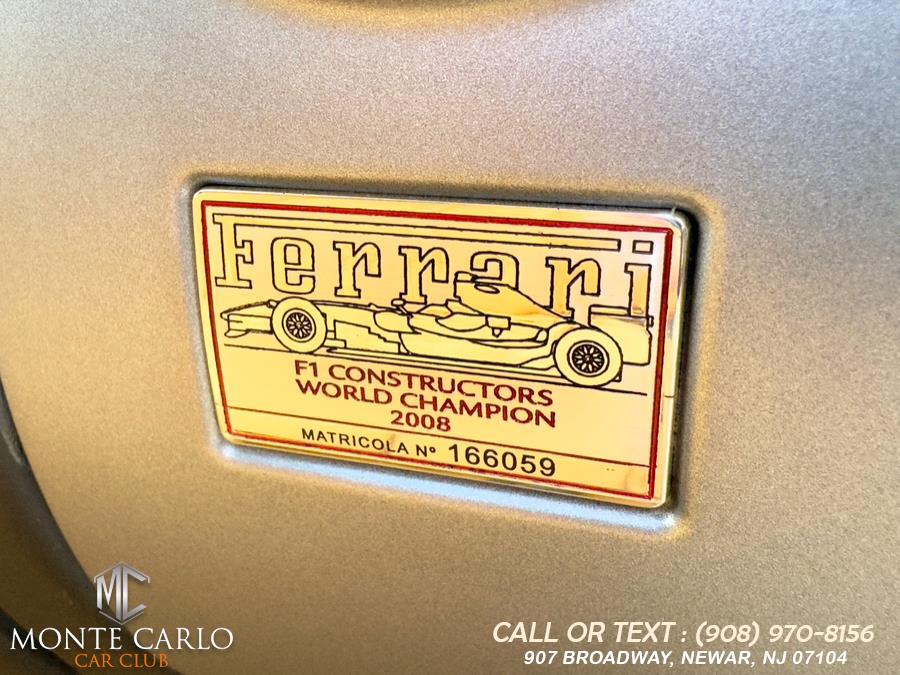 Ferrari
F1 CONSTRUCTORS
WORLD CHAMPION
2008
MATRICOLA Nº 166059
MC
MONTE CARLO
CAR CLUB
CALL OR TEXT : (908) 970-8156
907 BROADWAY, NEWAR, NJ 07104